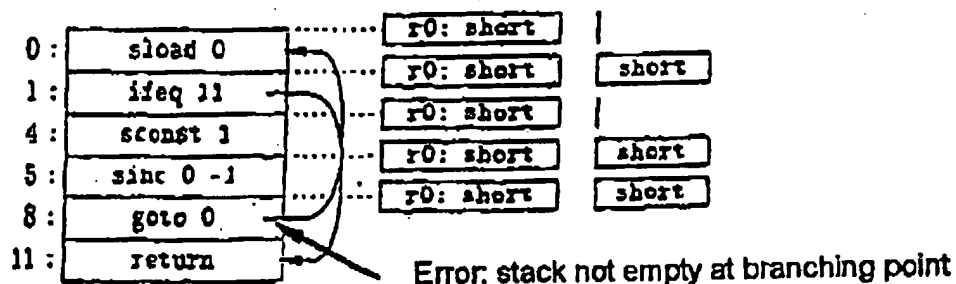 r0: short
0: sload 0
r0: short short
1: ifeq 11
r0: short
4: sconst 1
r0: short short
5: sinc 0 -1
r0: short short
8: goto 0
11: return
Error: stack not empty at branching point